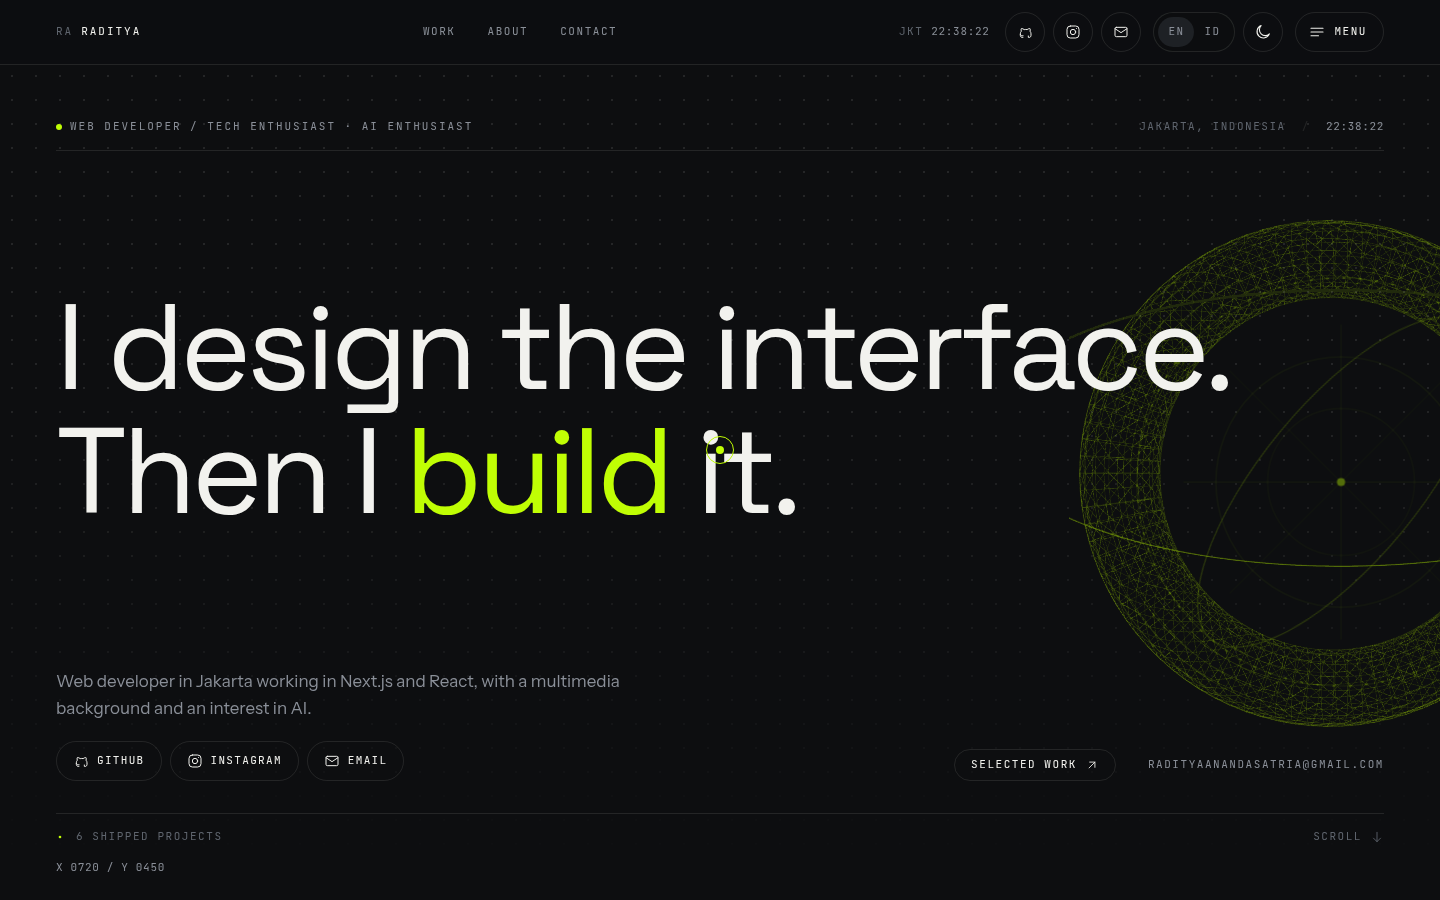 RA RADITYA
WORK ABOUT CONTACT
JKT 22:38:22
EN ID
MENU
WEB DEVELOPER / TECH ENTHUSIAST · AI ENTHUSIAST
JAKARTA, INDONESIA / 22:38:22
I design the interface.
Then I build it.
Web developer in Jakarta working in Next.js and React, with a multimedia
background and an interest in AI.
GITHUB INSTAGRAM EMAIL
SELECTED WORK
RADITYAANANDASATRIA@GMAIL.COM
6 SHIPPED PROJECTS
SCROLL
X 0720 / Y 0450